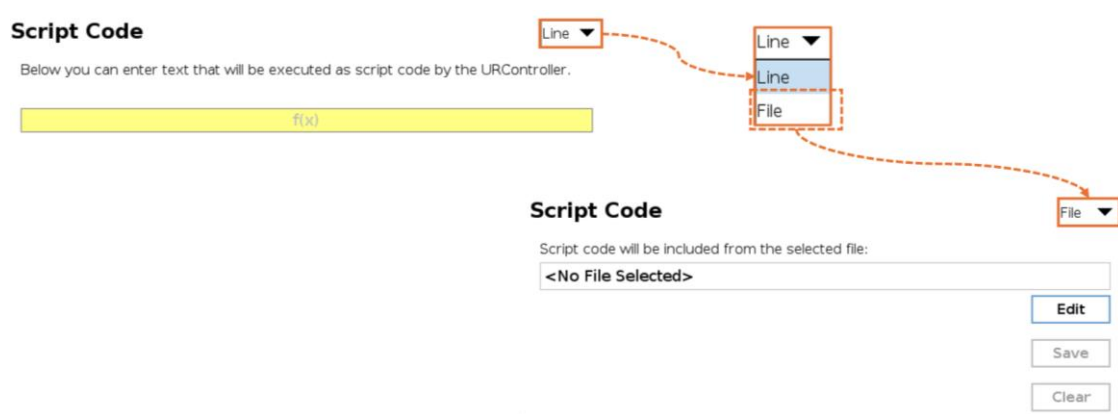 Script Code
Line
Below you can enter text that will be executed as script code by the URController.
f(x)
Line
Line
File
Script Code
File
Script code will be included from the selected file:
<No File Selected>
Edit
Save
Clear